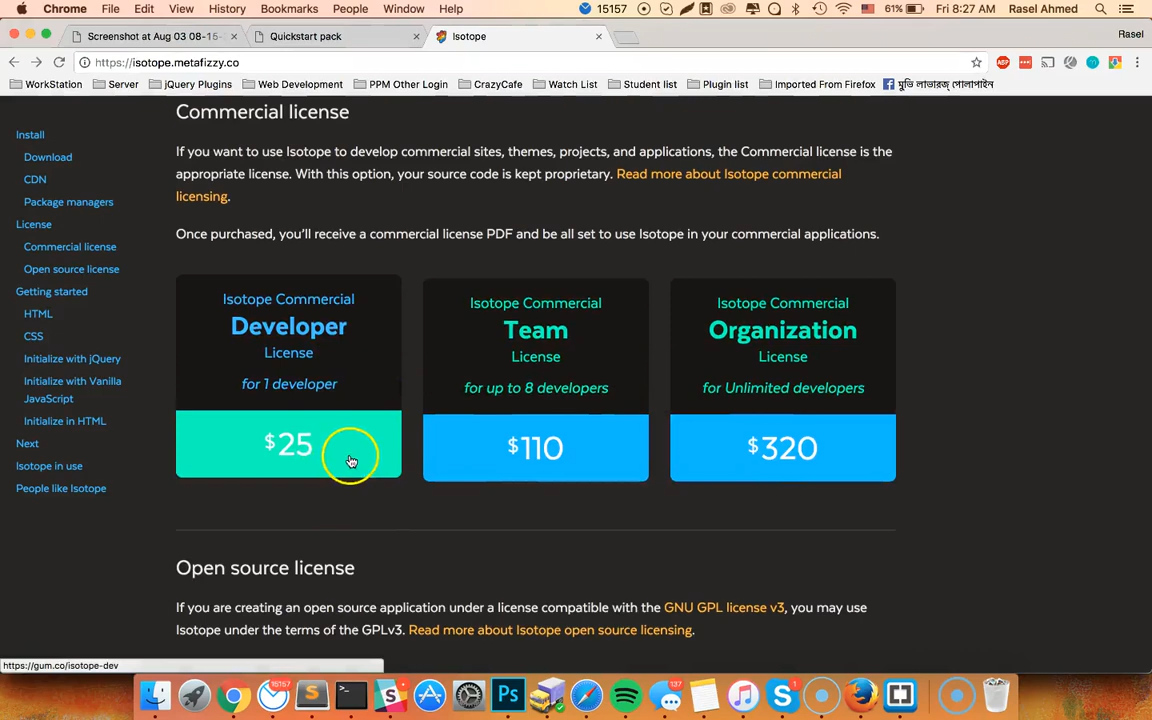 Chrome File Edit View History Bookmarks People Window Help 15157 61% Fri 8:27 AM Rasel Ahmed
Screenshot at Aug 03 08-15- Quickstart pack Isotope Rasel
https://isotope.metafizzy.co ABP
WorkStation Server jQuery Plugins Web Development PPM Other Login CrazyCafe Watch List Student list Plugin list Imported From Firefox মুভি লাভারজ পোলাপাইন
Install
Download
CDN
Package managers
License
Commercial license
Open source license
Getting started
HTML
CSS
Initialize with jQuery
Initialize with Vanilla
JavaScript
Initialize in HTML
Next
Isotope in use
People like Isotope
Commercial license
If you want to use Isotope to develop commercial sites, themes, projects, and applications, the Commercial license is the
appropriate license. With this option, your source code is kept proprietary. Read more about Isotope commercial
licensing.
Once purchased, you’ll receive a commercial license PDF and be all set to use Isotope in your commercial applications.
Isotope Commercial
Developer
License
for 1 developer
$25
Isotope Commercial
Team
License
for up to 8 developers
$110
Isotope Commercial
Organization
License
for Unlimited developers
$320
Open source license
If you are creating an open source application under a license compatible with the GNU GPL license v3, you may use
Isotope under the terms of the GPLv3. Read more about Isotope open source licensing.
https://gum.co/isotope-dev
15157 Ps 137 1